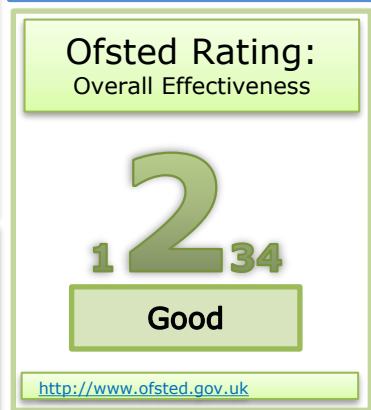 Ofsted Rating:
Overall Effectiveness
1 2 34
Good
http://www.ofsted.gov.uk